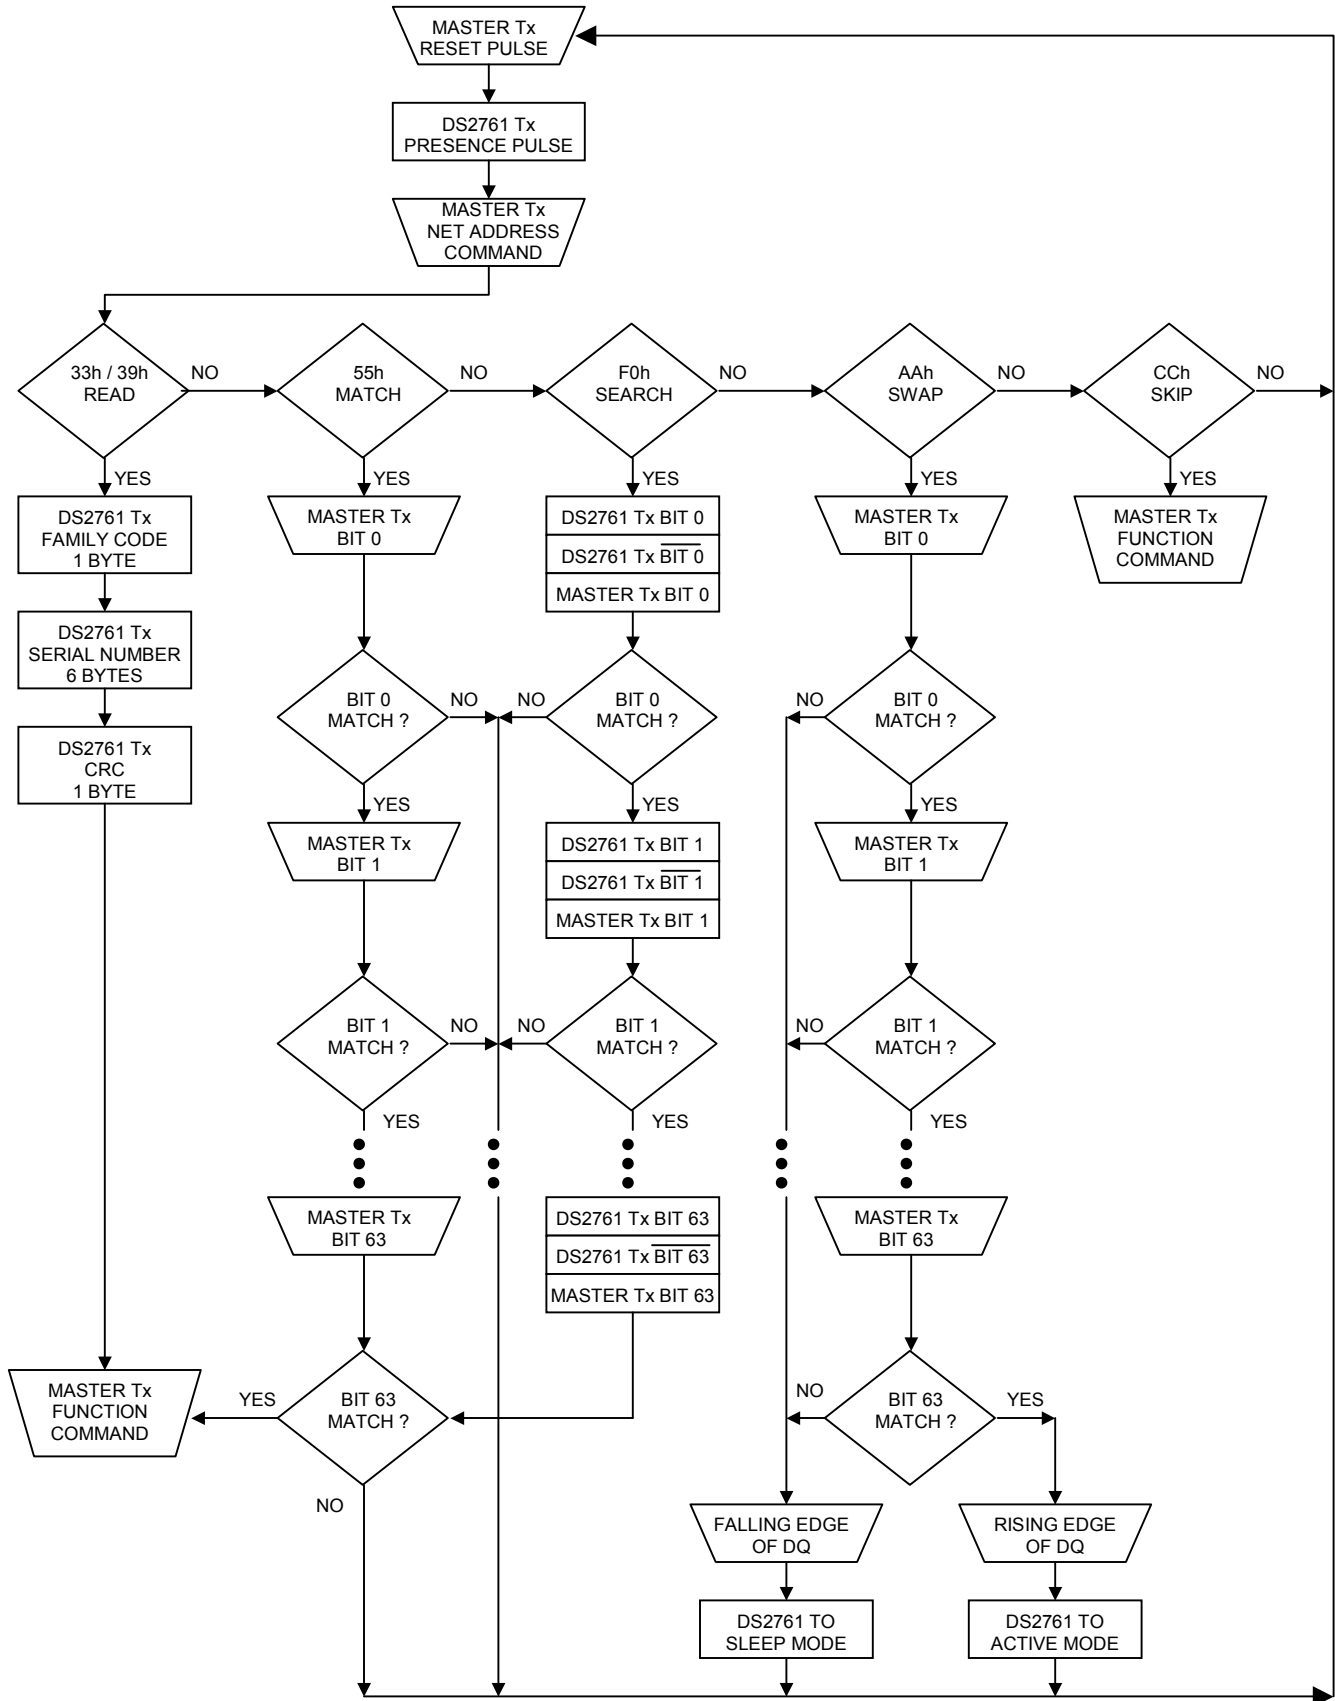 MASTER Tx
RESET PULSE
DS2761 Tx
PRESENCE PULSE
MASTER Tx
NET ADDRESS
COMMAND
33h / 39h
READ
NO
55h
MATCH
NO
F0h
SEARCH
NO
AAh
SWAP
NO
CCh
SKIP
NO
YES
YES
YES
YES
YES
DS2761 Tx
FAMILY CODE
1 BYTE
DS2761 Tx
SERIAL NUMBER
6 BYTES
DS2761 Tx
CRC
1 BYTE
MASTER Tx
BIT 0
DS2761 Tx BIT 0
DS2761 Tx B̅I̅T̅ ̅0̅
MASTER Tx BIT 0
MASTER Tx
BIT 0
MASTER Tx
FUNCTION
COMMAND
BIT 0
MATCH ?
NO
NO
BIT 0
MATCH ?
NO
BIT 0
MATCH ?
YES
YES
YES
MASTER Tx
BIT 1
DS2761 Tx BIT 1
DS2761 Tx B̅I̅T̅ ̅1̅
MASTER Tx BIT 1
MASTER Tx
BIT 1
BIT 1
MATCH ?
NO
NO
BIT 1
MATCH ?
NO
BIT 1
MATCH ?
YES
YES
YES
MASTER Tx
BIT 63
DS2761 Tx BIT 63
DS2761 Tx B̅I̅T̅ ̅6̅3̅
MASTER Tx BIT 63
MASTER Tx
BIT 63
MASTER Tx
FUNCTION
COMMAND
YES
BIT 63
MATCH ?
NO
NO
BIT 63
MATCH ?
YES
FALLING EDGE
OF DQ
RISING EDGE
OF DQ
DS2761 TO
SLEEP MODE
DS2761 TO
ACTIVE MODE